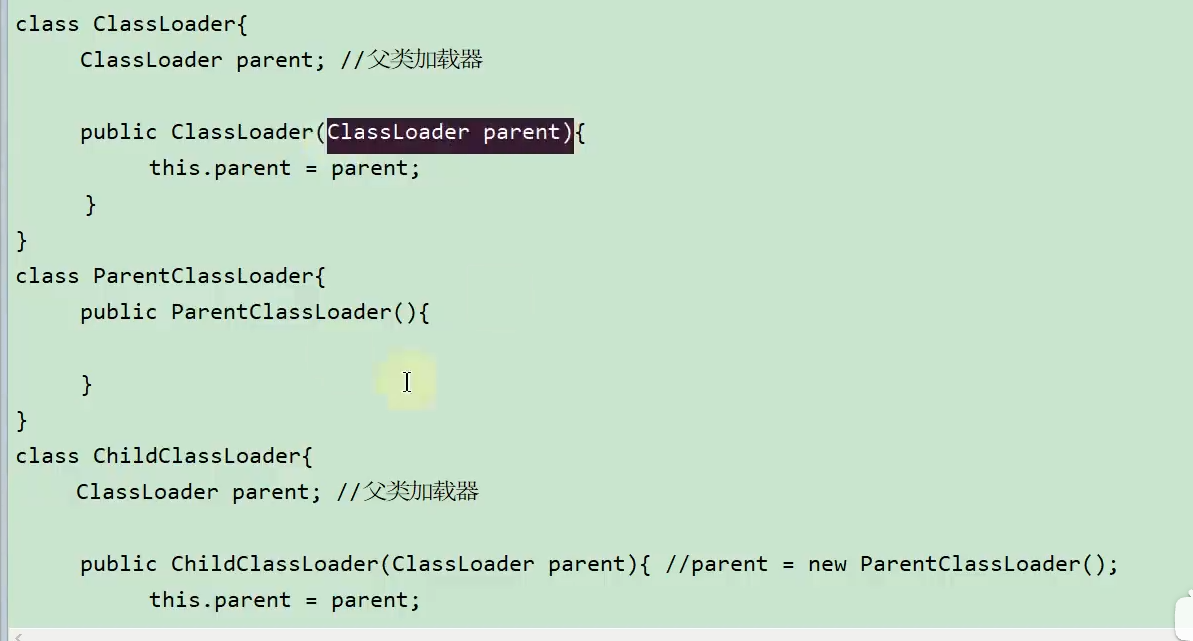 class ClassLoader{
ClassLoader parent; //父类加载器
public ClassLoader(ClassLoader parent){
this.parent = parent;
}
}
class ParentClassLoader{
public ParentClassLoader(){
}
}
class ChildClassLoader{
ClassLoader parent; //父类加载器
public ChildClassLoader(ClassLoader parent){ //parent = new ParentClassLoader();
this.parent = parent;